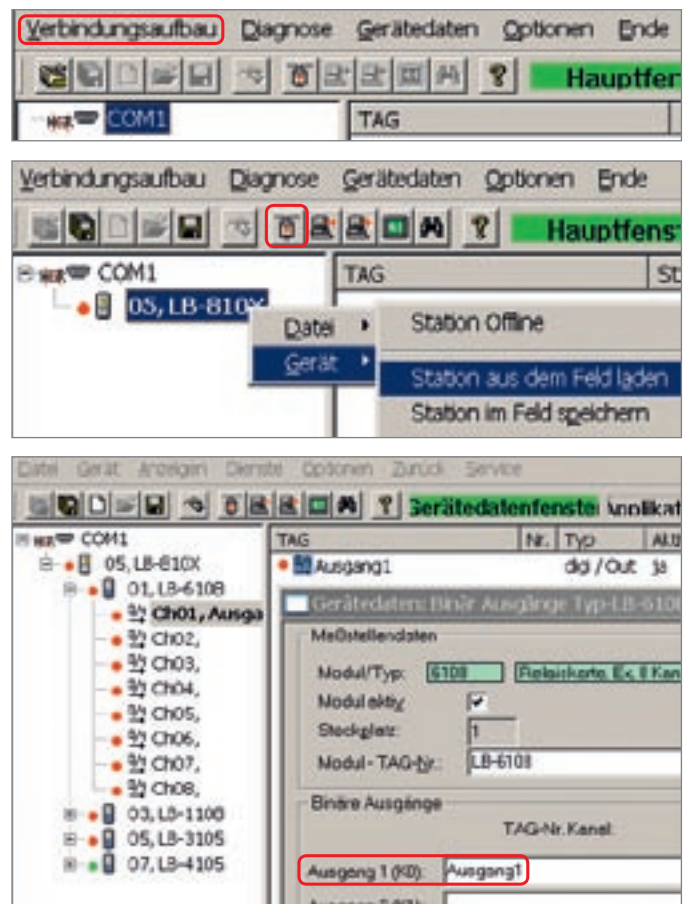 Verbindungsaufbau Diagnose Gerätedaten Optionen Ende
? Hauptfer
COM1 TAG
Verbindungsaufbau Diagnose Gerätedaten Optionen Ende
? Hauptfens
COM1 TAG St
05, LB-810X
Datei Station Offline
Gerät
Station aus dem Feld laden
Station im Feld speichern
Datei Gerät Anzeigen Dienste Optionen Zurück Service
? Gerätedatenfenster
COM1 TAG Nr. Typ Akti
05, LB-810X Ausgang1 digi / Out ja
01, LB-6108
Ch01, Ausga Gerätedaten: Binär Ausgänge Typ-LB-6108
Ch02, Meßstellendaten
Ch03, Modul/Typ: 6108 Relaiskarte, Ex, 8 Kan
Ch04, Modul aktiv
Ch05, Steckplatz: 1
Ch06,
Ch07, Modul-TAG-Nr.: LB-6108
Ch08,
03, LB-1108 Binäre Ausgänge
05, LB-3105 TAG-Nr. Kanal:
07, LB-4105
Ausgang 1 (K0): Ausgang1